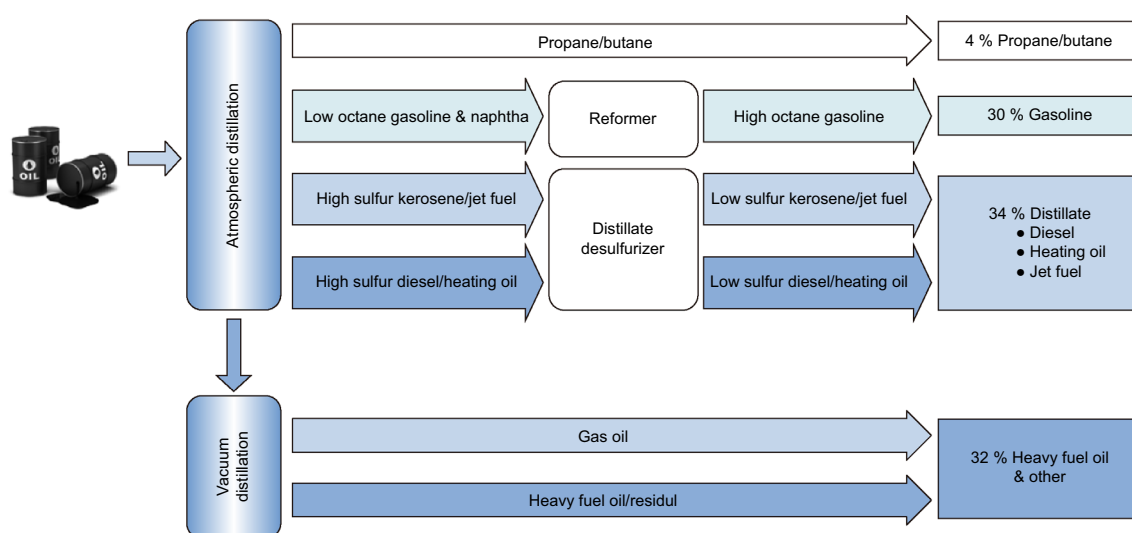 Propane/butane
4 % Propane/butane
Atmospheric distillation
Low octane gasoline & naphtha
Reformer
High octane gasoline
30 % Gasoline
OIL
OIL
High sulfur kerosene/jet fuel
Distillate
desulfurizer
Low sulfur kerosene/jet fuel
34 % Distillate
● Diesel
● Heating oil
● Jet fuel
High sulfur diesel/heating oil
Low sulfur diesel/heating oil
Vacuum
distillation
Gas oil
32 % Heavy fuel oil
& other
Heavy fuel oil/residul